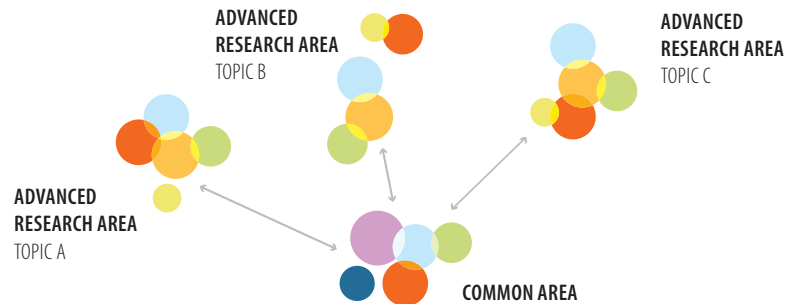 ADVANCED
RESEARCH AREA
TOPIC B
ADVANCED
RESEARCH AREA
TOPIC C
ADVANCED
RESEARCH AREA
TOPIC A
COMMON AREA